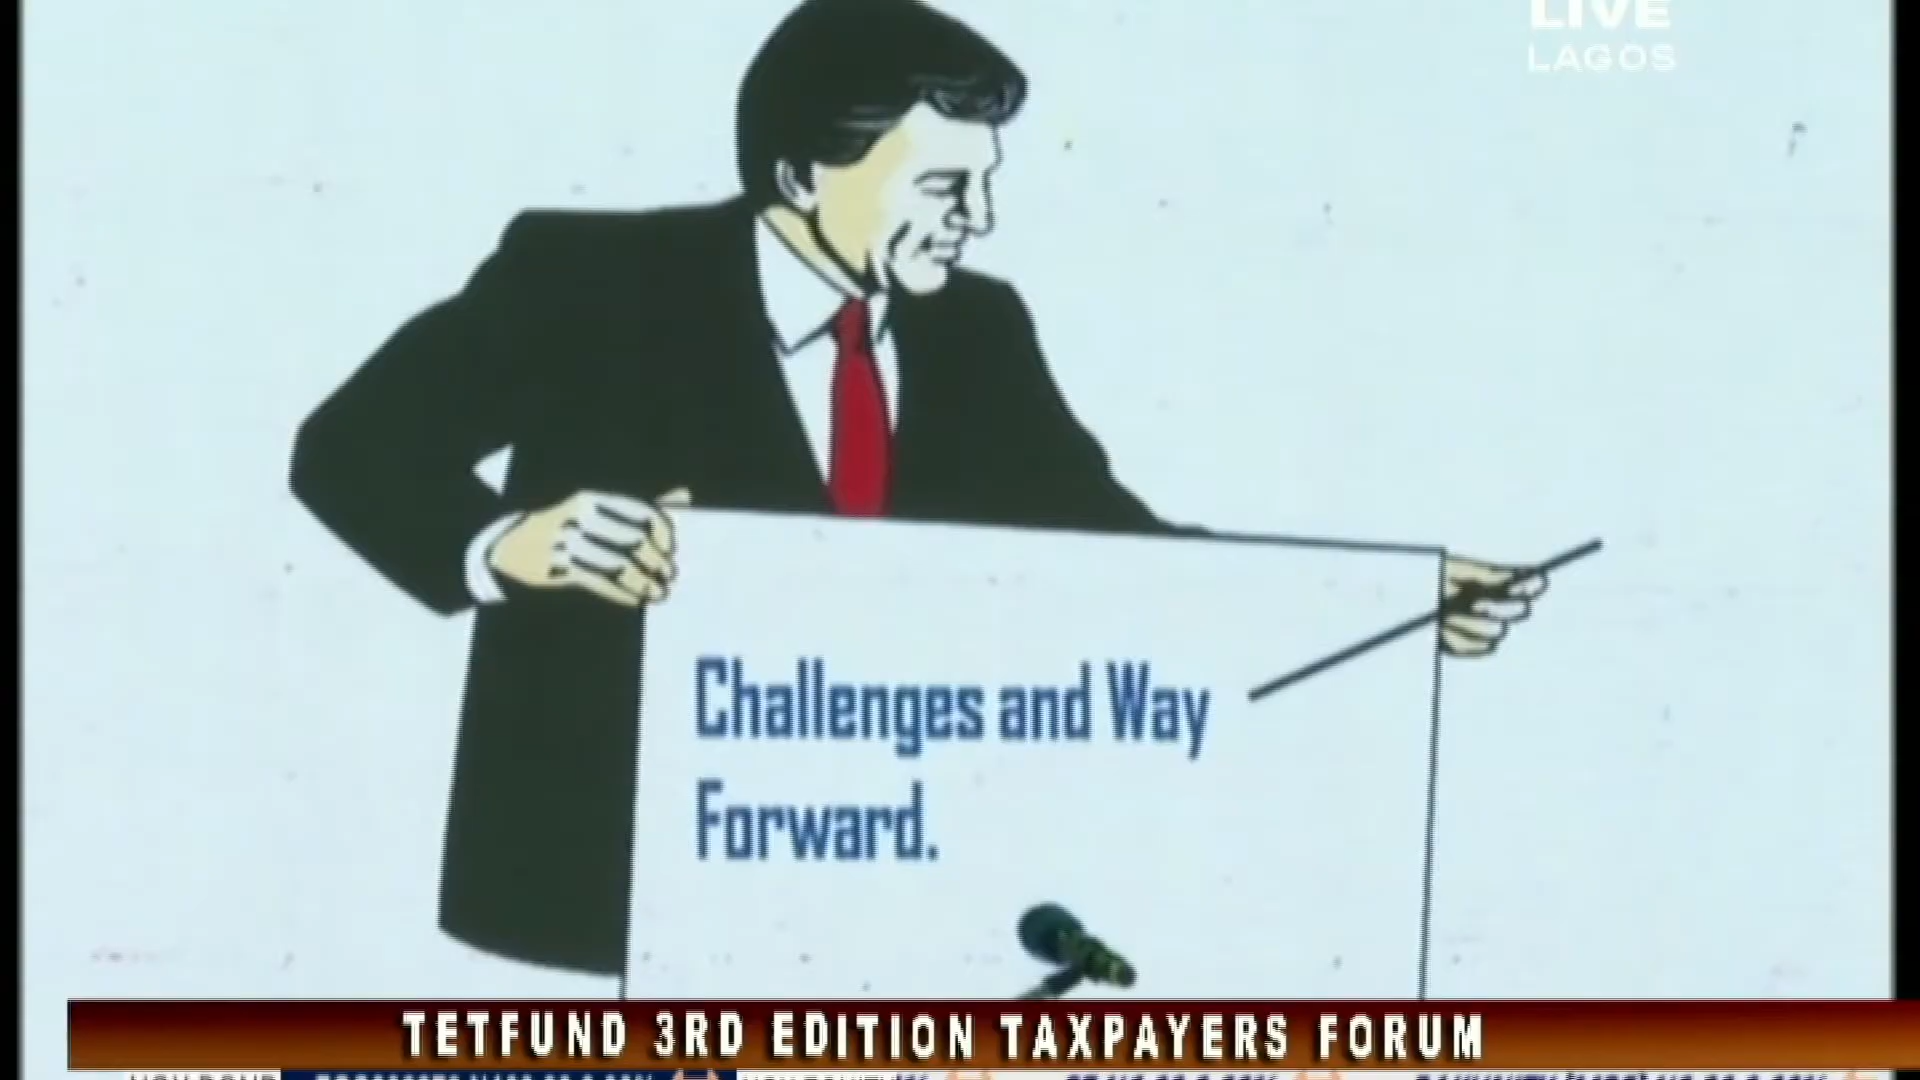 LIVE
LAGOS
Challenges and Way
Forward.
TETFUND 3RD EDITION TAXPAYERS FORUM